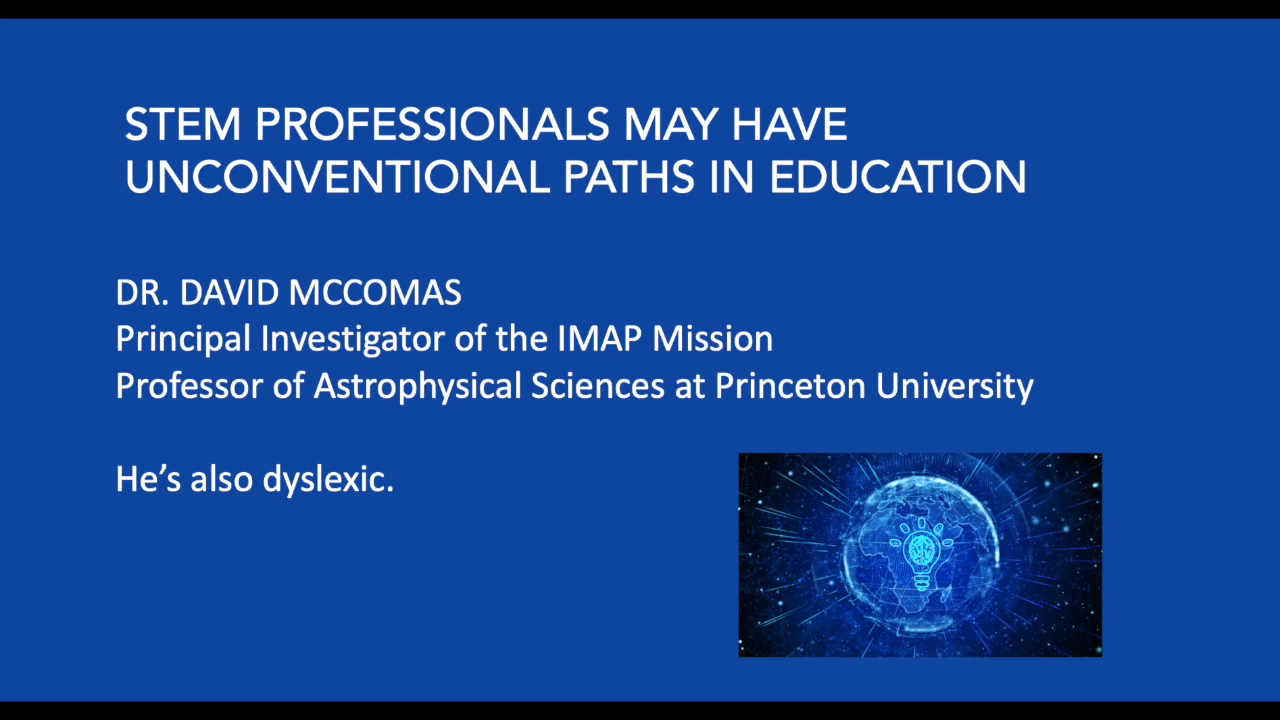 STEM PROFESSIONALS MAY HAVE
UNCONVENTIONAL PATHS IN EDUCATION
DR. DAVID MCCOMAS
Principal Investigator of the IMAP Mission
Professor of Astrophysical Sciences at Princeton University
He’s also dyslexic.